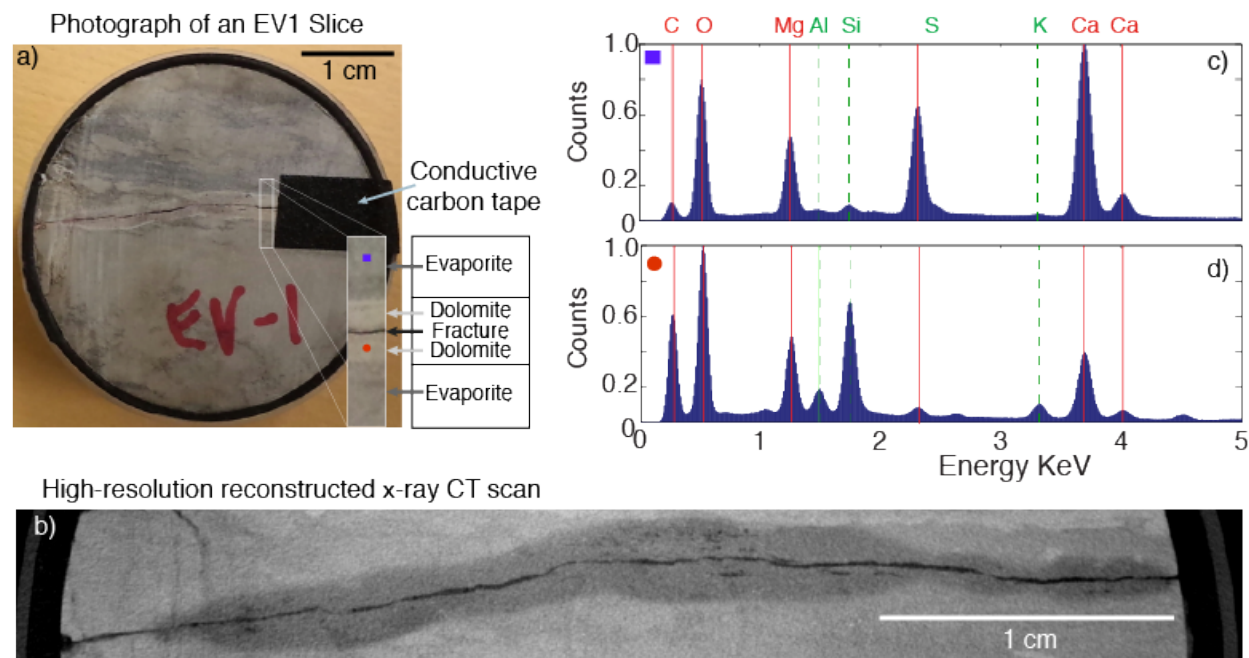 Photograph of an EV1 Slice
a)
1 cm
Conductive
carbon tape
Evaporite
Dolomite
Fracture
Dolomite
Evaporite
EV-1
C O Mg Al Si S K Ca Ca
c)
1.0
0.6
0.2
0
Counts
d)
1.0
0.6
0.2
0
Counts
0 1 2 3 4 5
Energy KeV
High-resolution reconstructed x-ray CT scan
b)
1 cm